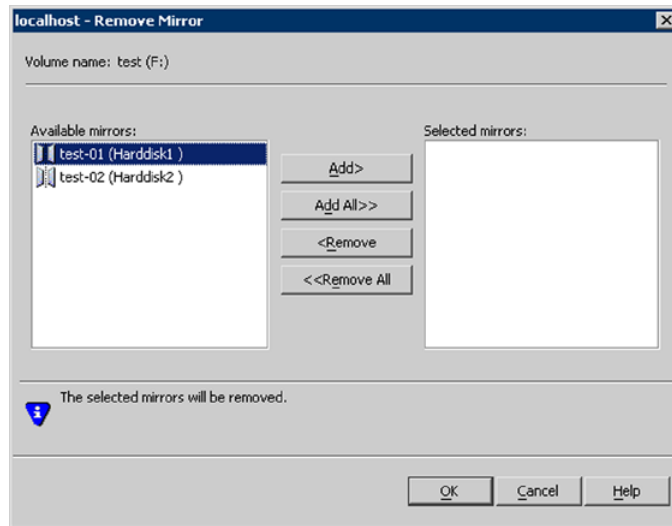 localhost - Remove Mirror
Volume name: test (F:)
Available mirrors:
Selected mirrors:
test-01 (Harddisk1 )
test-02 (Harddisk2 )
Add>
Add All>>
<Remove
<<Remove All
The selected mirrors will be removed.
OK
Cancel
Help